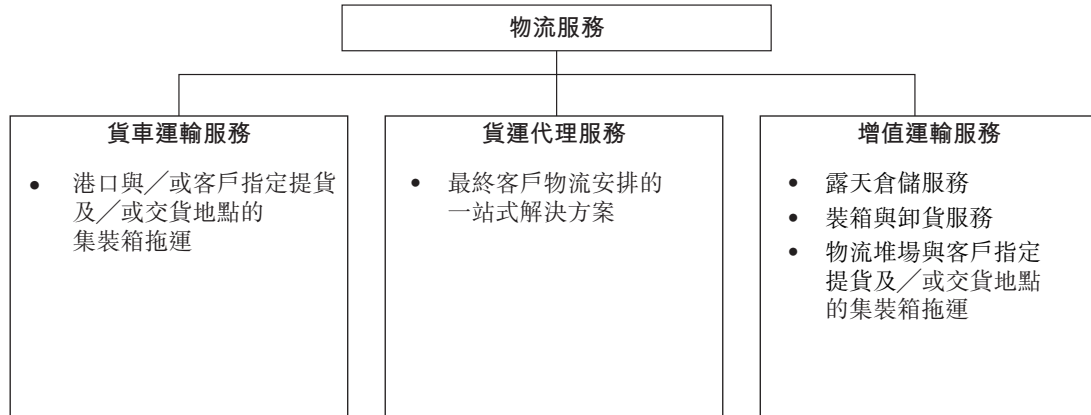 物流服務
貨車運輸服務
• 港口與╱或客戶指定提貨
及╱或交貨地點的
集裝箱拖運
貨運代理服務
• 最終客戶物流安排的
一站式解決方案
增值運輸服務
• 露天倉儲服務
• 裝箱與卸貨服務
• 物流堆場與客戶指定
提貨及╱或交貨地點
的集裝箱拖運